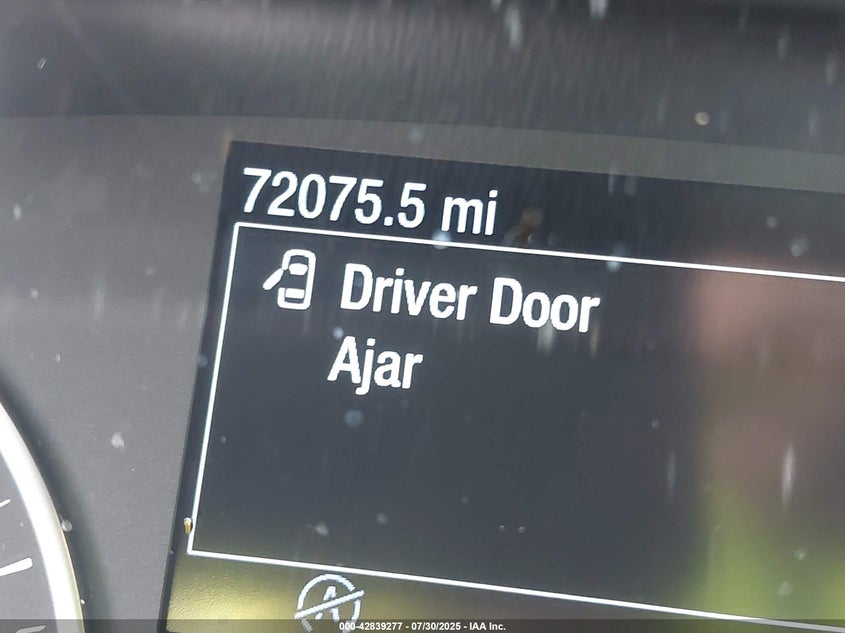 72075.5 mi
Driver Door
Ajar
A
000-42839277 - 07/30/2025 - IAA Inc.